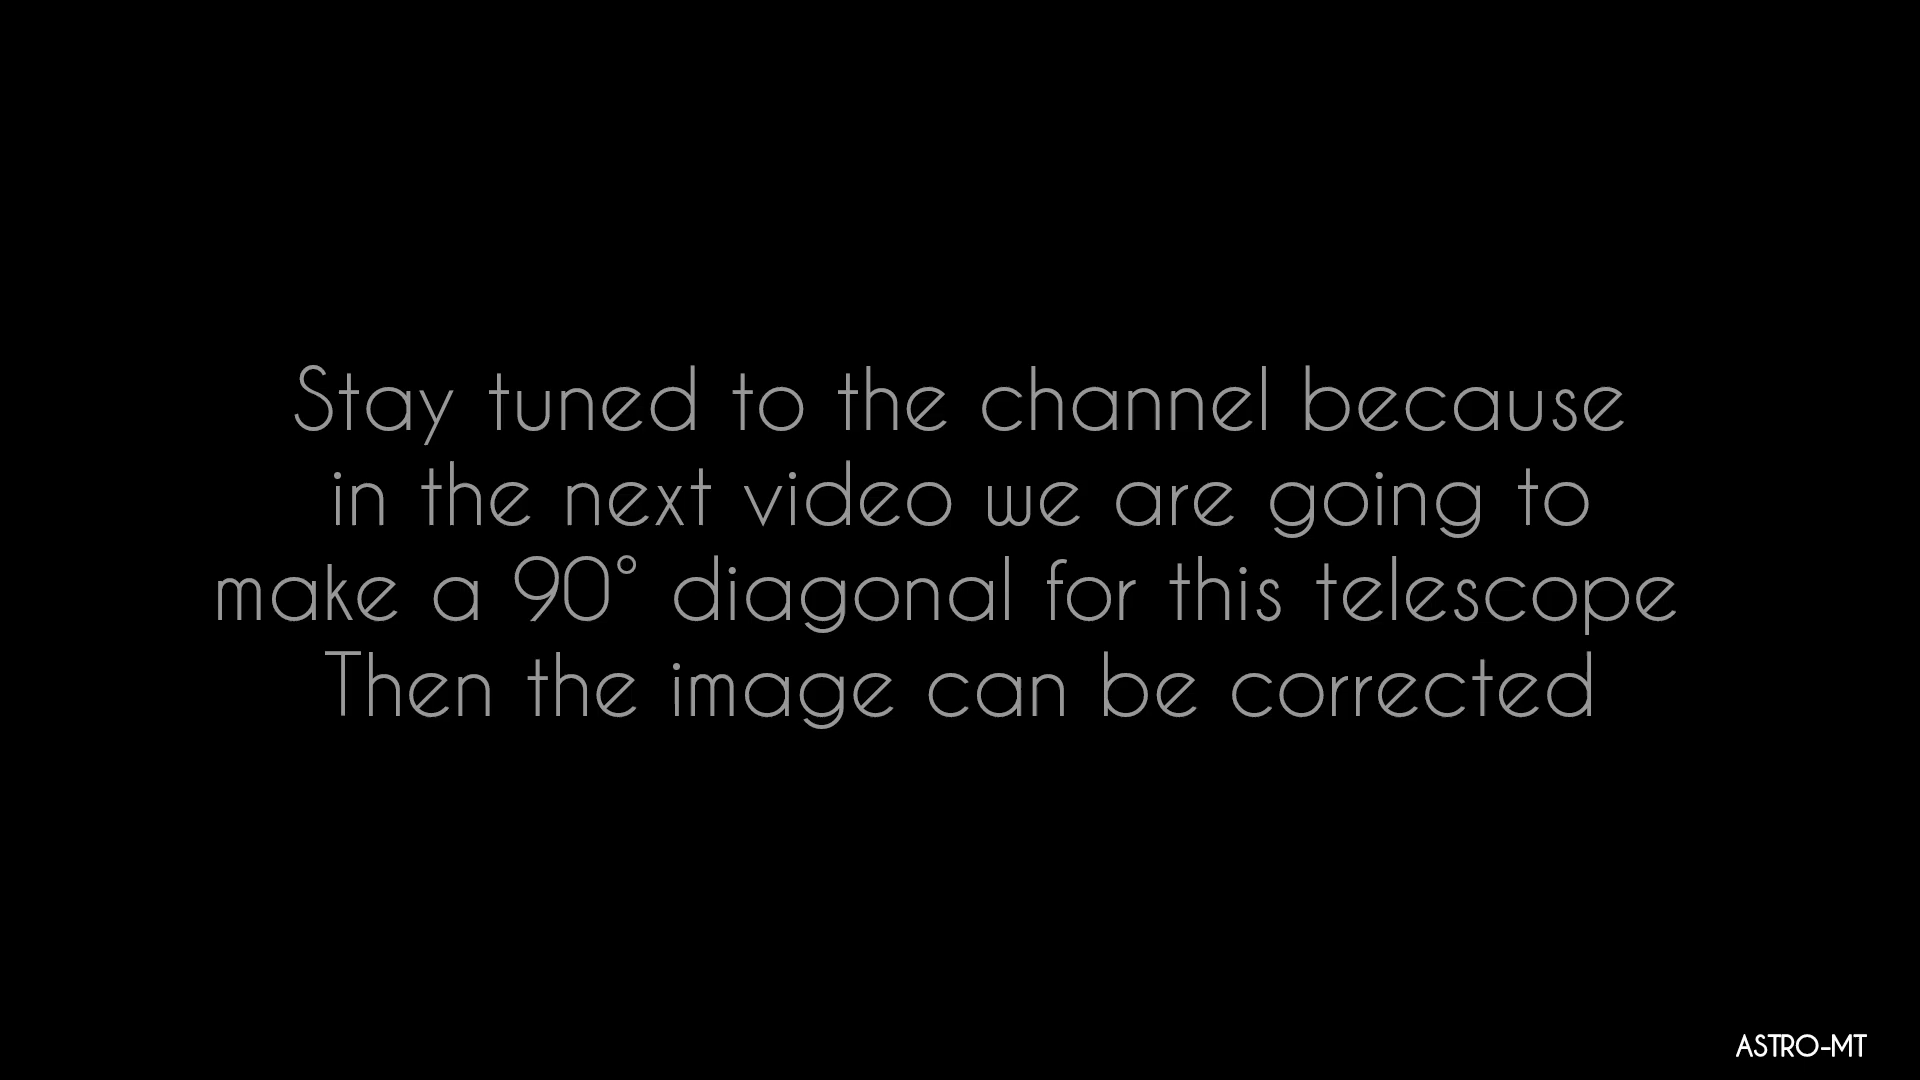 Stay tuned to the channel because
in the next video we are going to
make a 90° diagonal for this telescope
Then the image can be corrected
ASTRO-MT